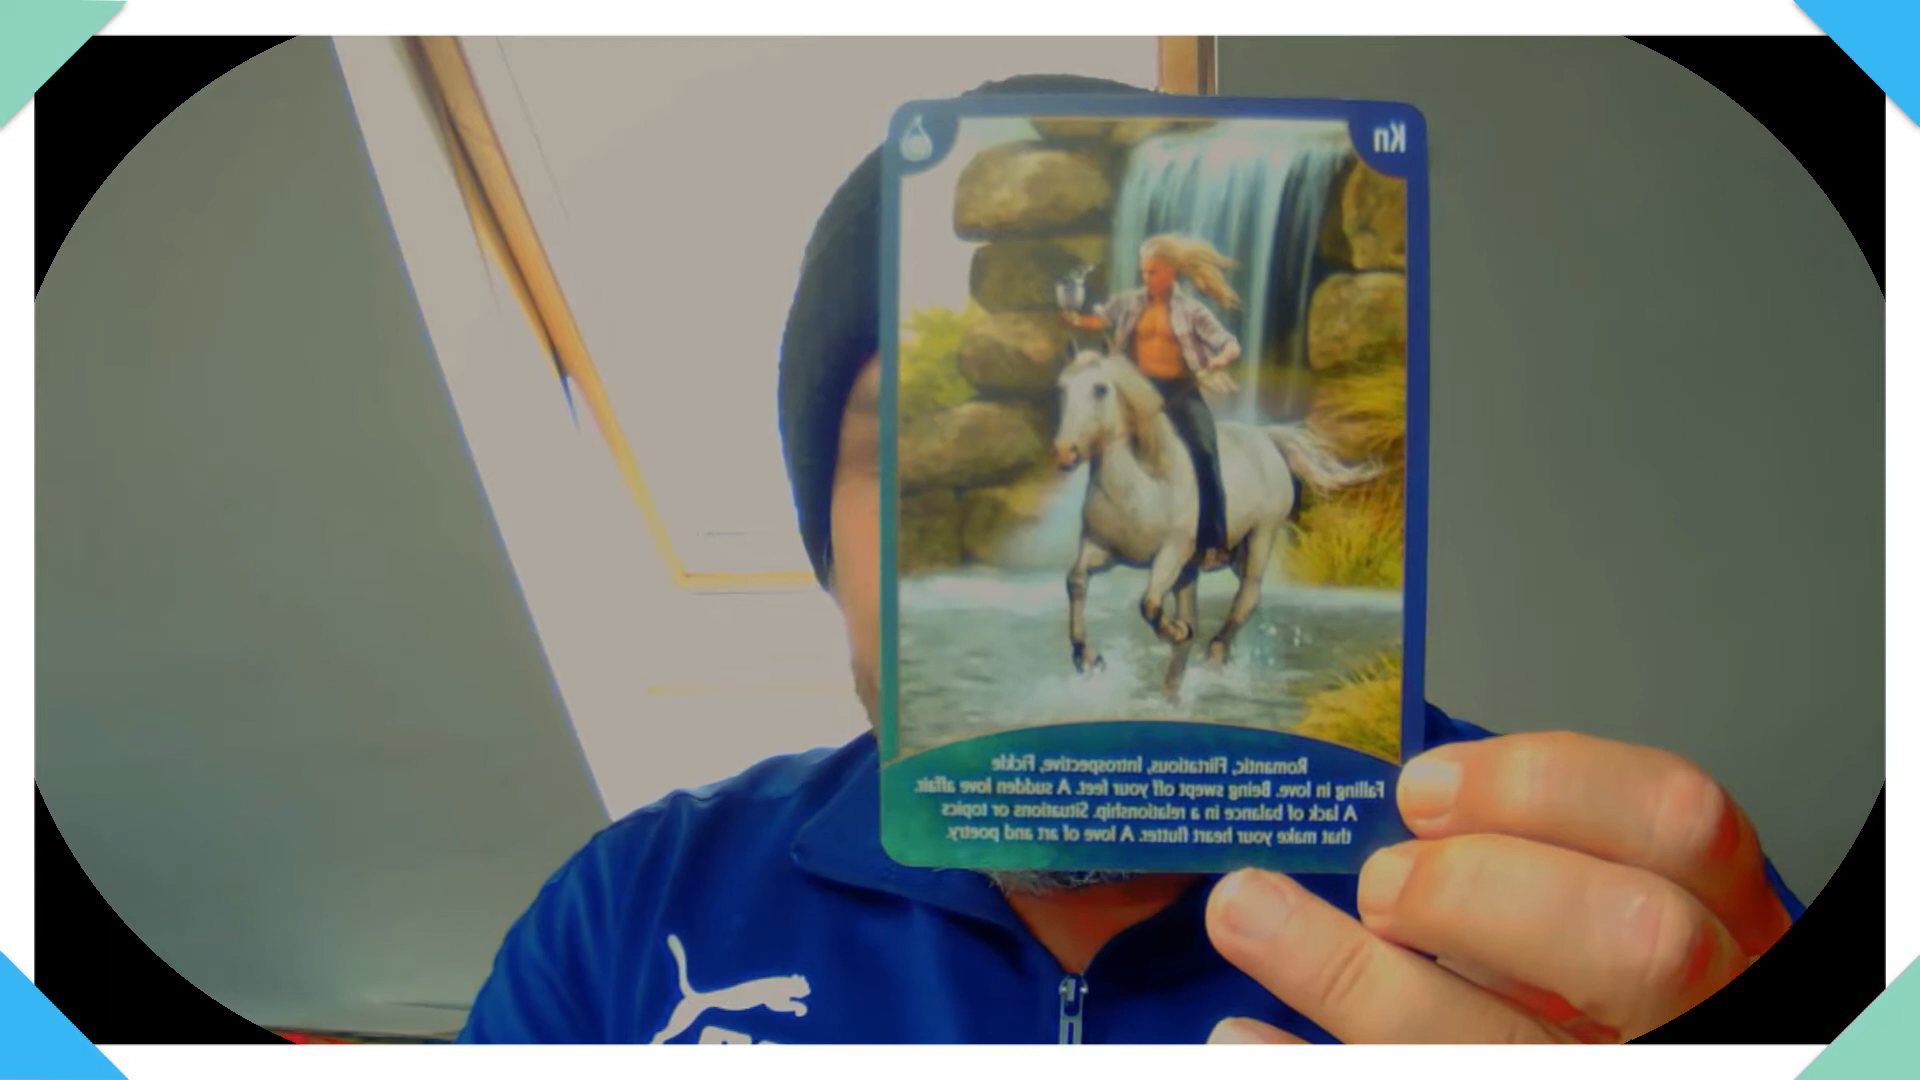 Kn
Romantic, Flirtatious, Introspective, Fickle
Falling in love. Being swept off your feet. A sudden love affair.
A lack of balance in a relationship. Situations or topics
that make your heart flutter. A love of art and poetry.